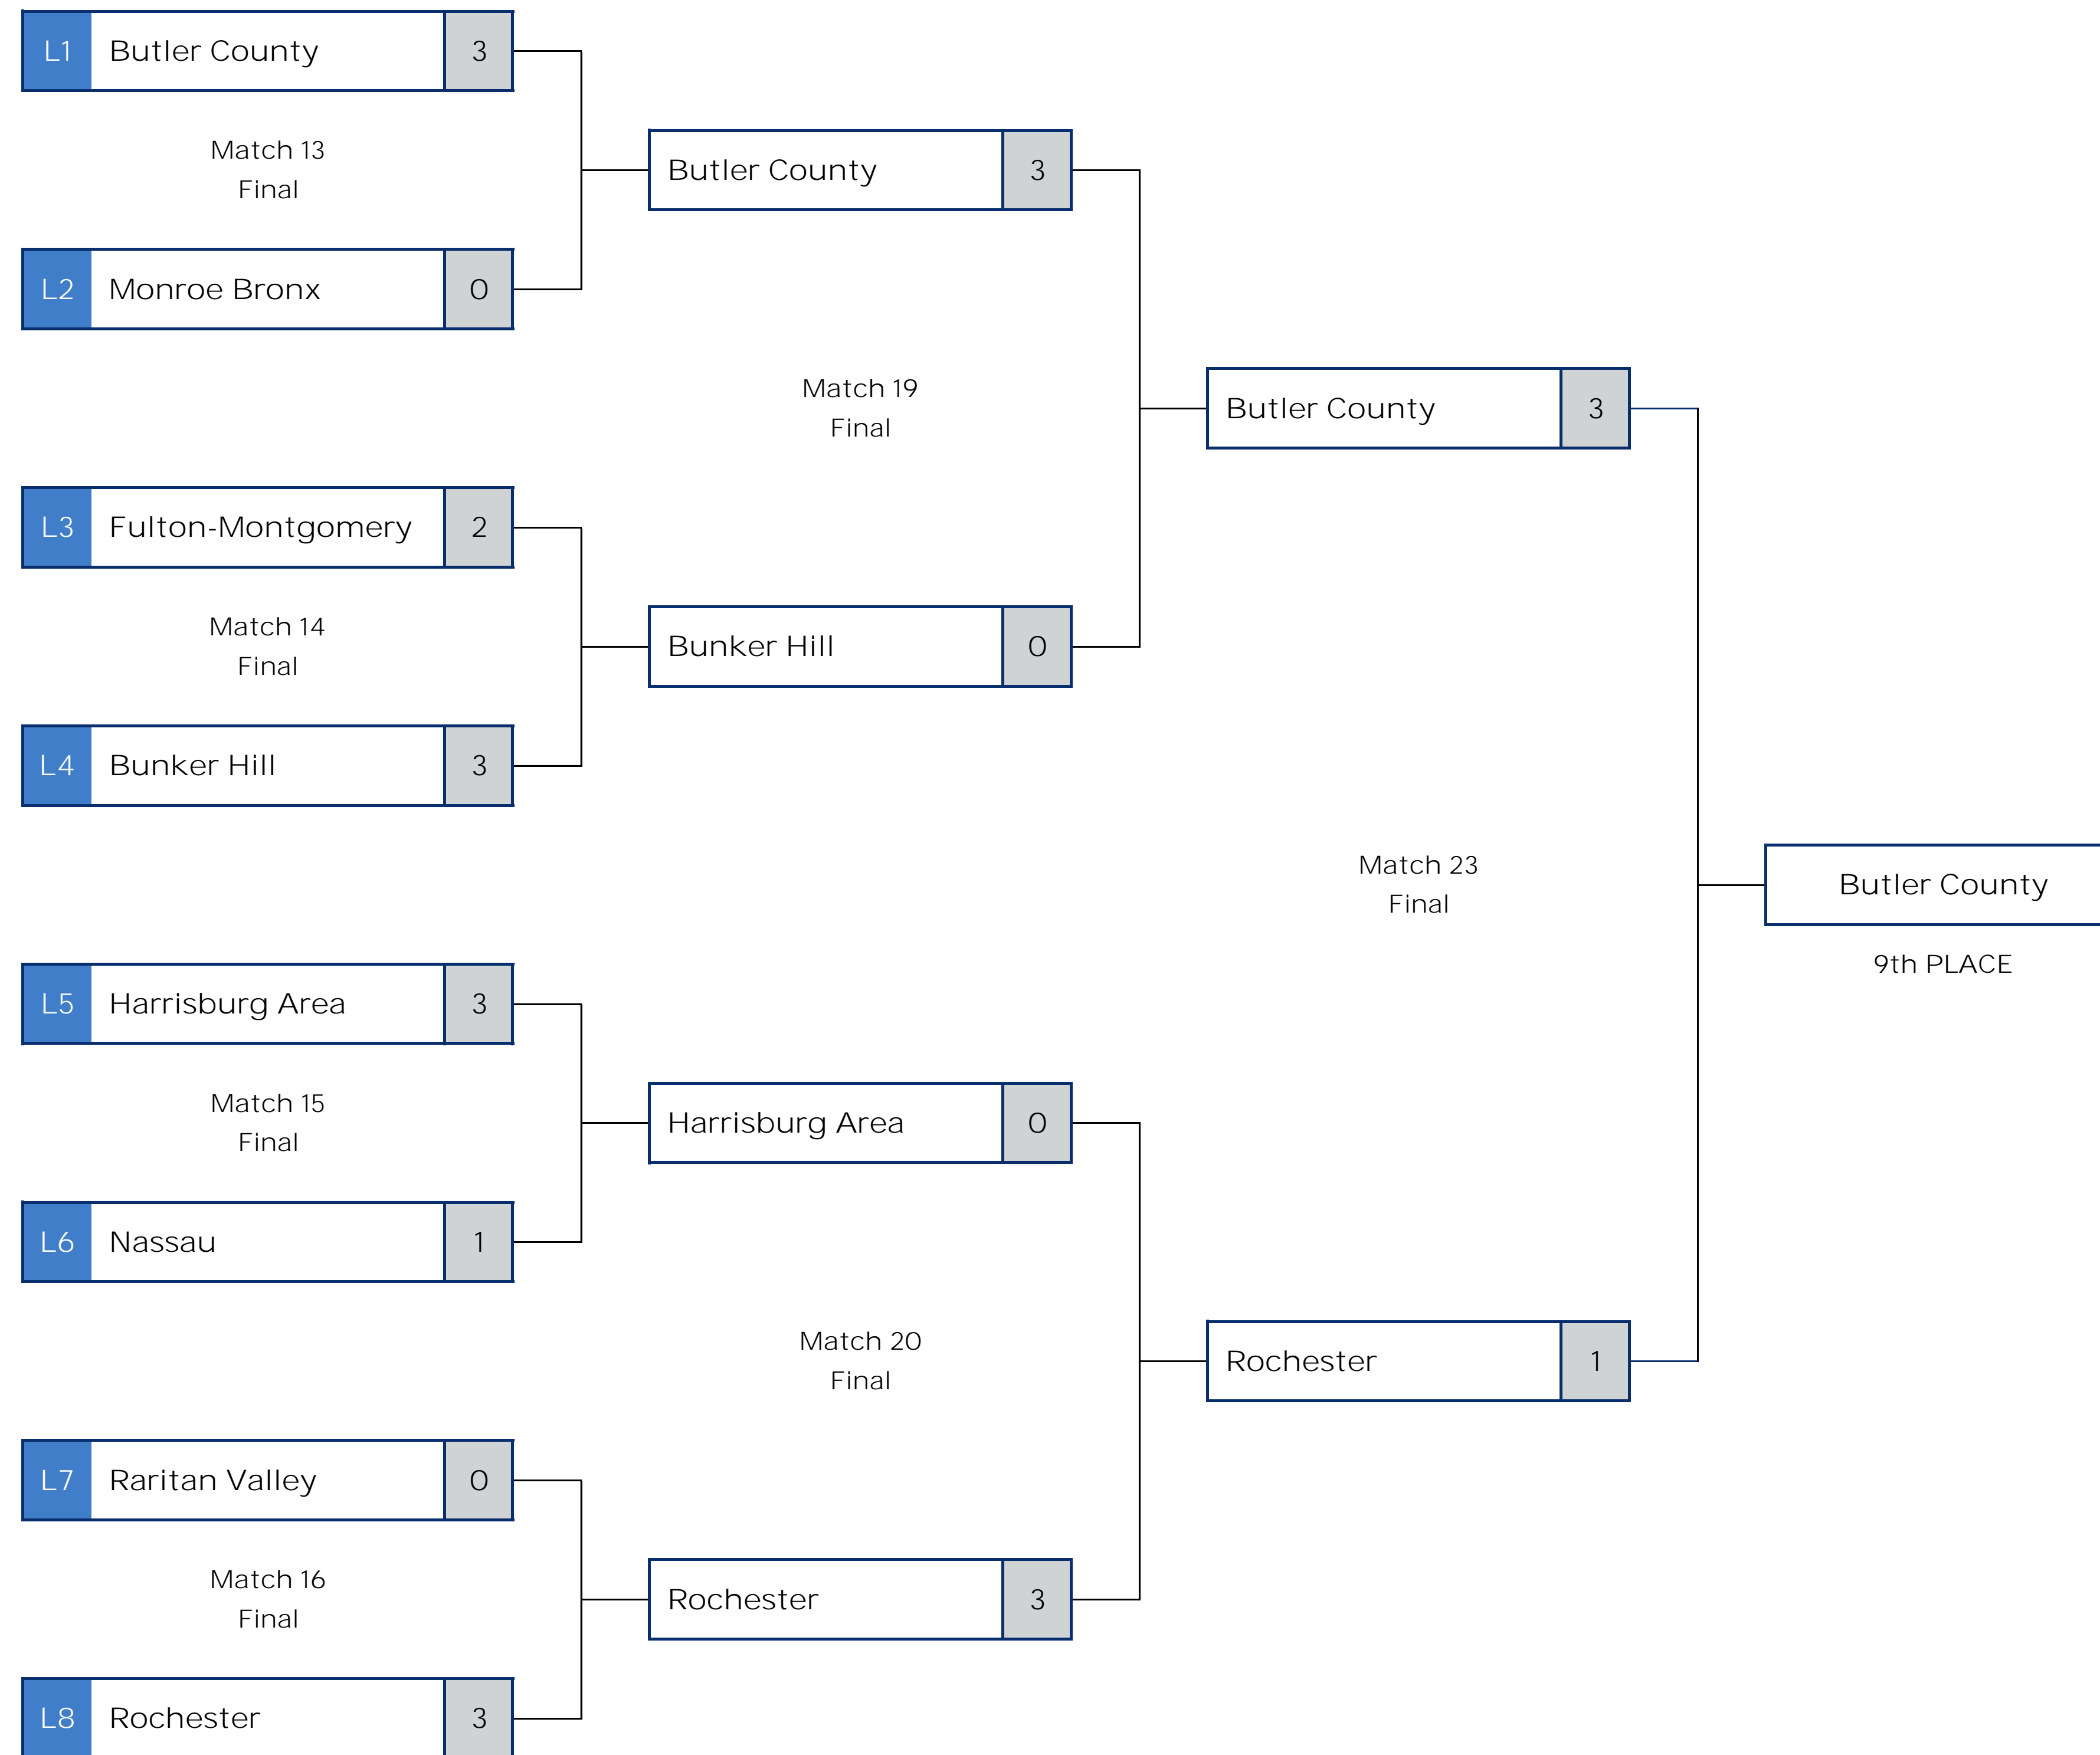 L1 Butler County 3
Match 13
Final
Butler County 3
L2 Monroe Bronx 0
Match 19
Final
Butler County 3
L3 Fulton-Montgomery 2
Match 14
Final
Bunker Hill 0
L4 Bunker Hill 3
Match 23
Final
Butler County
9th PLACE
L5 Harrisburg Area 3
Match 15
Final
Harrisburg Area 0
L6 Nassau 1
Match 20
Final
Rochester 1
L7 Raritan Valley 0
Match 16
Final
Rochester 3
L8 Rochester 3